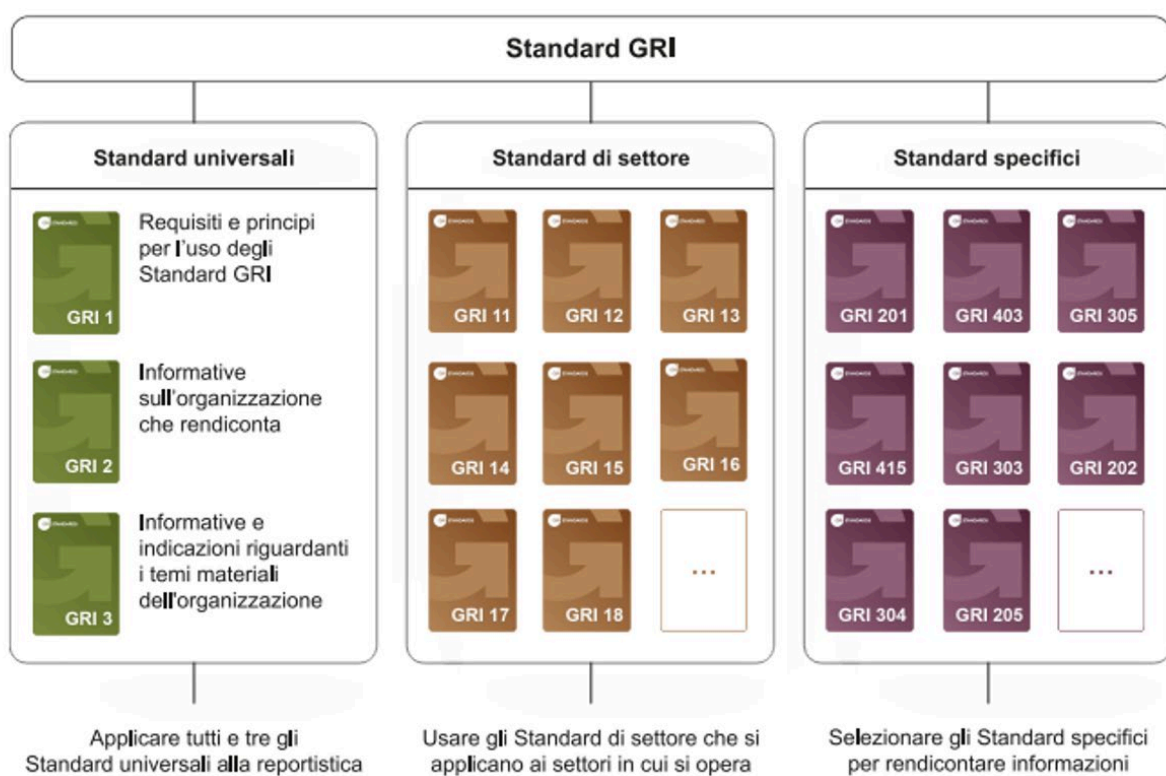 Standard GRI
Standard universali
GRI 1
Requisiti e principi
per l'uso degli
Standard GRI
GRI 2
Informative
sull'organizzazione
che rendiconta
GRI 3
Informative e
indicazioni riguardanti
i temi materiali
dell'organizzazione
Applicare tutti e tre gli
Standard universali alla reportistica
Standard di settore
GRI 11
GRI 12
GRI 13
GRI 14
GRI 15
GRI 16
GRI 17
GRI 18
...
Usare gli Standard di settore che si
applicano ai settori in cui si opera
Standard specifici
GRI 201
GRI 403
GRI 305
GRI 415
GRI 303
GRI 202
GRI 304
GRI 205
...
Selezionare gli Standard specifici
per rendicontare informazioni